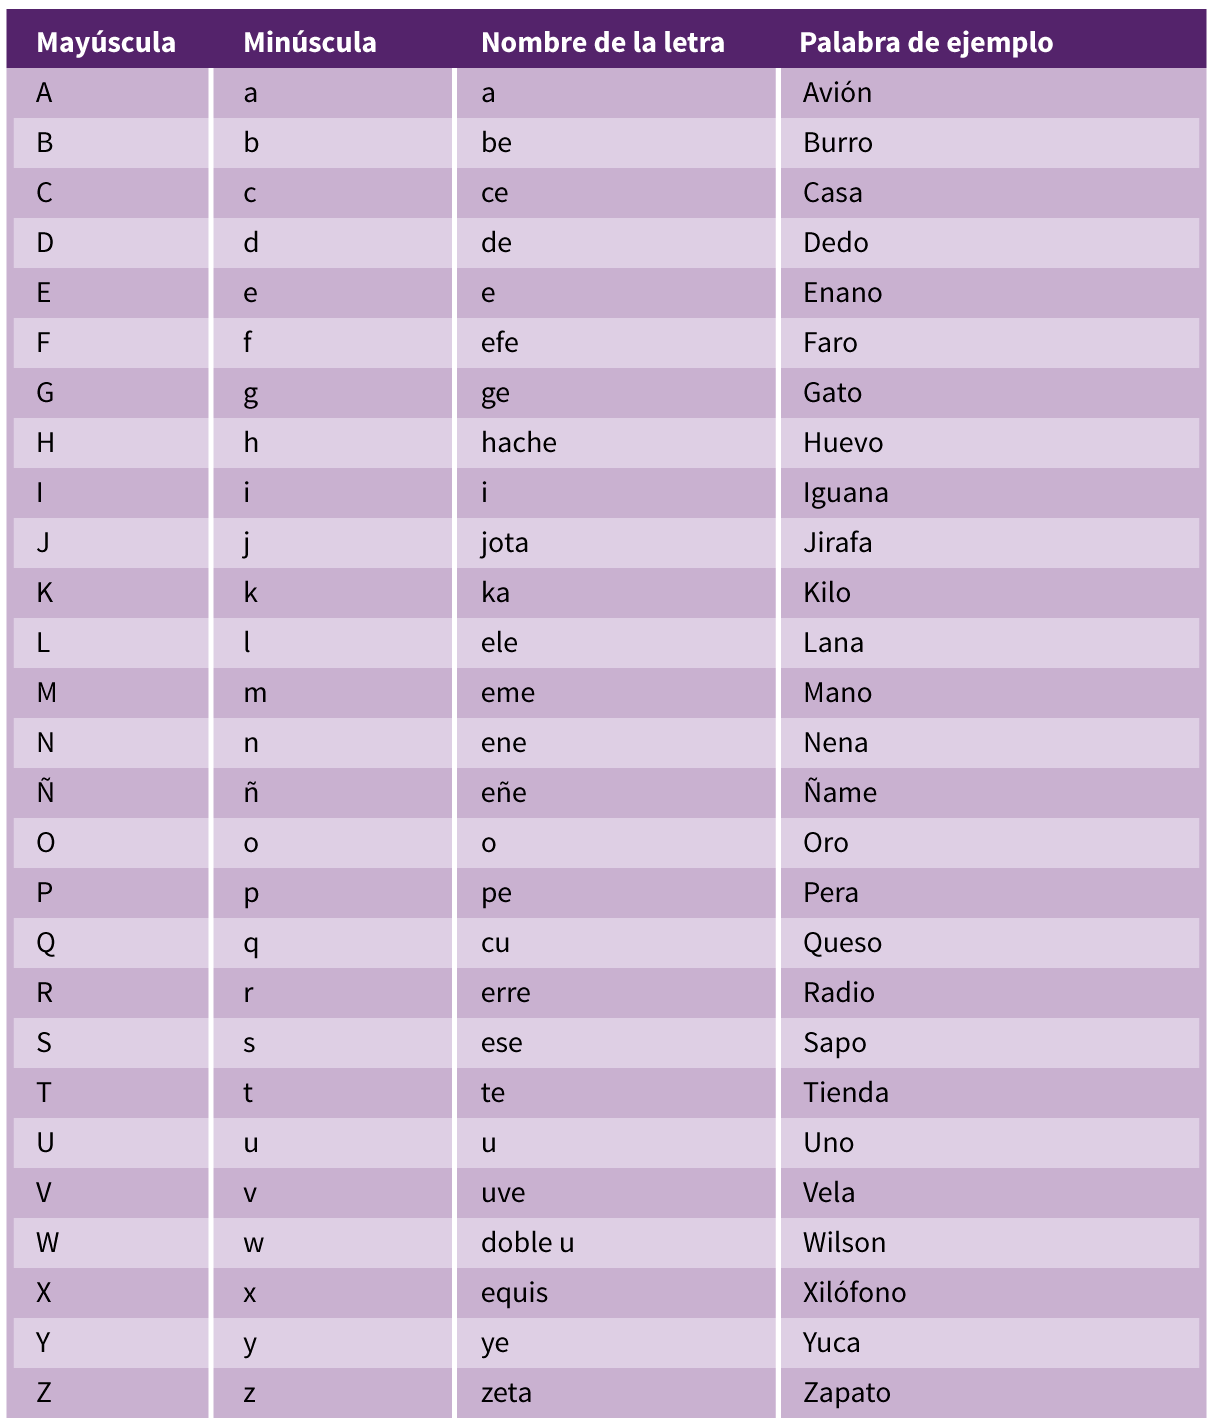 Mayúscula Minúscula Nombre de la letra Palabra de ejemplo
A a a Avión
B b be Burro
C c ce Casa
D d de Dedo
E e e Enano
F f efe Faro
G g ge Gato
H h hache Huevo
I i i Iguana
J j jota Jirafa
K k ka Kilo
L l ele Lana
M m eme Mano
N n ene Nena
Ñ ñ eñe Ñame
O o o Oro
P p pe Pera
Q q cu Queso
R r erre Radio
S s ese Sapo
T t te Tienda
U u u Uno
V v uve Vela
W w doble u Wilson
X x equis Xilófono
Y y ye Yuca
Z z zeta Zapato